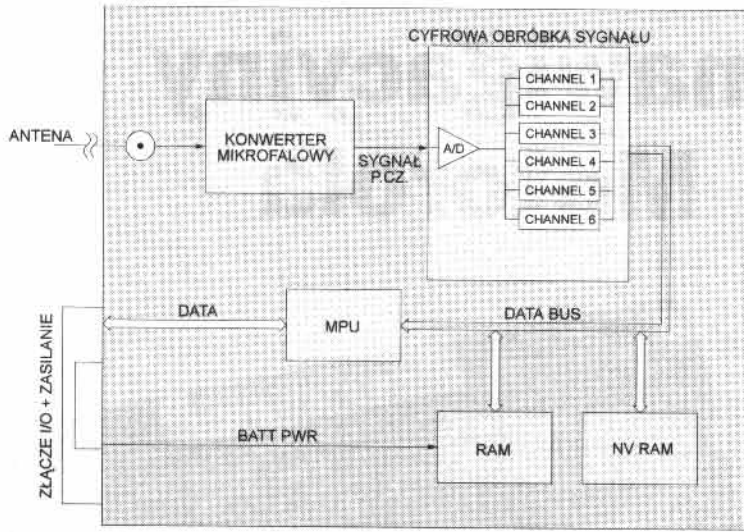 CYFROWA OBRÓBKA SYGNAŁU
CHANNEL 1
CHANNEL 2
CHANNEL 3
CHANNEL 4
CHANNEL 5
CHANNEL 6
A/D
ANTENA
KONWERTER
MIKROFALOWY
SYGNAŁ
P.CZ.
DATA
MPU
DATA BUS
ZŁĄCZE I/O + ZASILANIE
BATT PWR
RAM
NV RAM